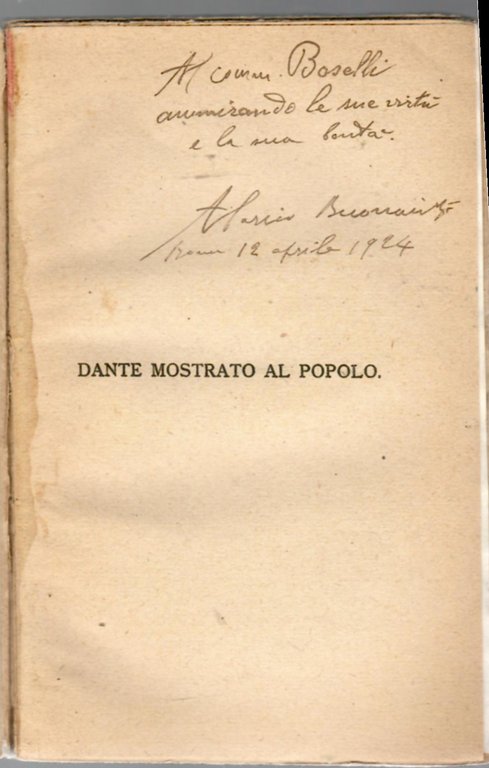 Al comm. Boselli
ammirando le sue virtù
e la sua bontà.
Alarico Buonaiuti
Roma 12 aprile 1924
DANTE MOSTRATO AL POPOLO.